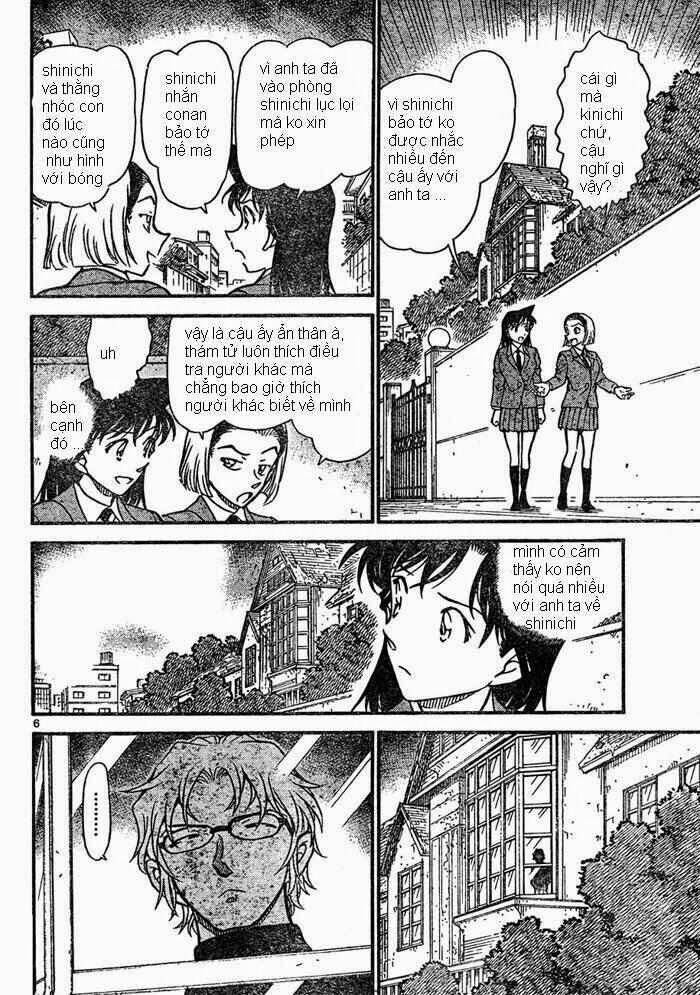 cái gì
mà
kinichi
chứ,
cậu
nghĩ gì
vậy?
vì shinichi
bảo tớ ko
được nhắc
nhiều đến
cậu ấy với
anh ta ...
vì anh ta đã
vào phòng
shinichi lục lọi
mà ko xin
phép
shinichi
nhắn
conan
bảo tớ
thế mà
shinichi
và thằng
nhóc con
đó lúc
nào cũng
như hình
với bóng
vậy là cậu ấy ẩn thân à,
thám tử luôn thích điều
tra người khác mà
chẳng bao giờ thích
người khác biết về mình
uh
bên
cạnh
đó ...
mình có cảm
thấy ko nên
nói quá nhiều
với anh ta về
shinichi
6
........